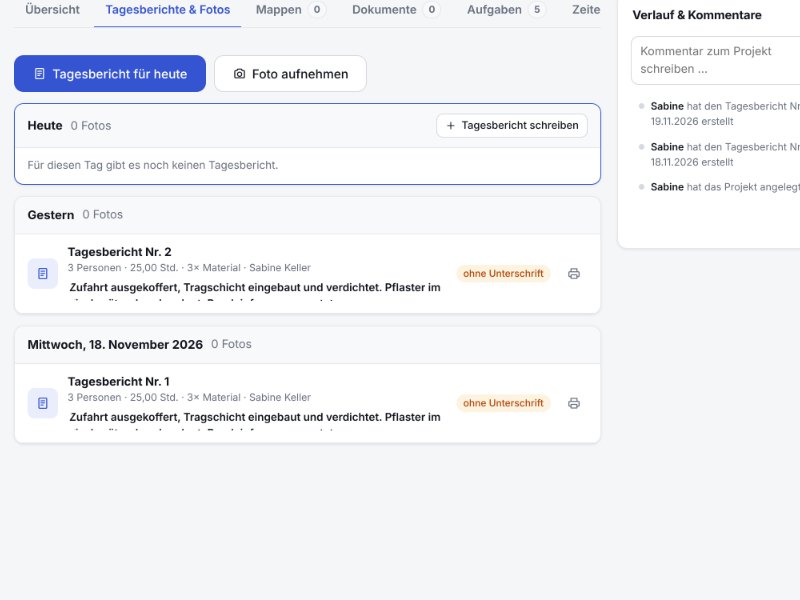 Übersicht
Tagesberichte & Fotos
Mappen 0
Dokumente 0
Aufgaben 5
Zeite
Tagesbericht für heute
Foto aufnehmen
Heute 0 Fotos
+ Tagesbericht schreiben
Für diesen Tag gibt es noch keinen Tagesbericht.
Gestern 0 Fotos
Tagesbericht Nr. 2
3 Personen · 25,00 Std. · 3× Material · Sabine Keller
Zufahrt ausgekoffert, Tragschicht eingebaut und verdichtet. Pflaster im
ohne Unterschrift
Mittwoch, 18. November 2026 0 Fotos
Tagesbericht Nr. 1
3 Personen · 25,00 Std. · 3× Material · Sabine Keller
Zufahrt ausgekoffert, Tragschicht eingebaut und verdichtet. Pflaster im
ohne Unterschrift
Verlauf & Kommentare
Kommentar zum Projekt
schreiben ...
Sabine hat den Tagesbericht Nr
19.11.2026 erstellt
Sabine hat den Tagesbericht Nr
18.11.2026 erstellt
Sabine hat das Projekt angelegt